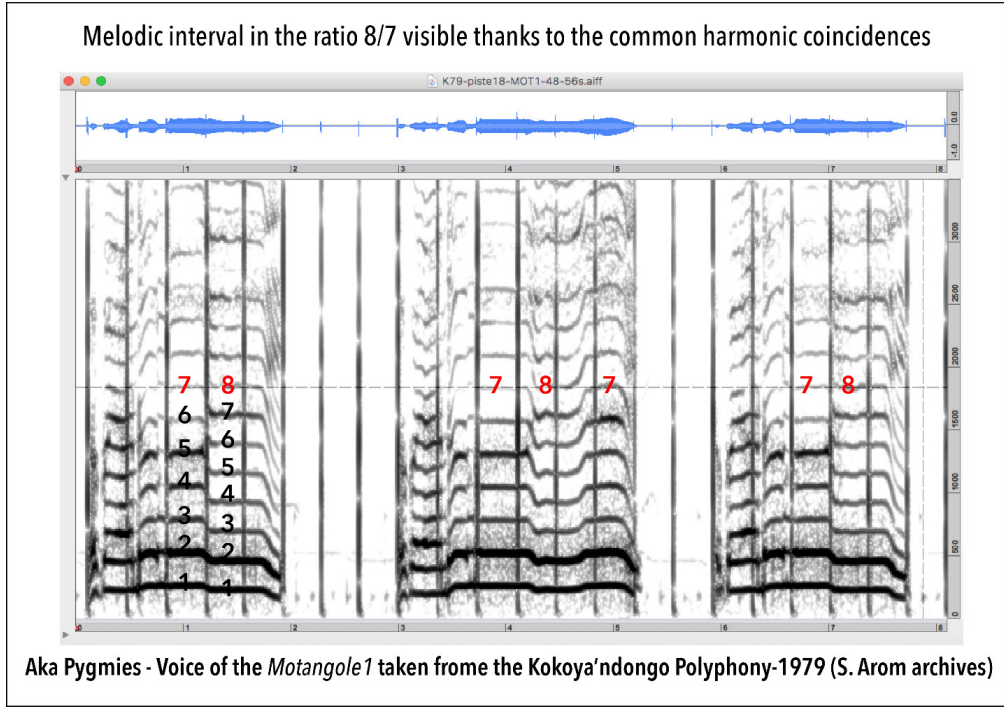 Melodic interval in the ratio 8/7 visible thanks to the common harmonic coincidences
K79-piste18-MOT1-48-56s.aiff
0.0
-1.0
0 1 2 3 4 5 6 7 8
3000
2500
2000
7 8 7 8 7 7 8
1500
6 7
5 6
1000
4 5
3 4
2 3
500
1 2
1
0
0 1 2 3 4 5 6 7 8
Aka Pygmies - Voice of the Motangole1 taken frome the Kokoya'ndongo Polyphony-1979 (S. Arom archives)